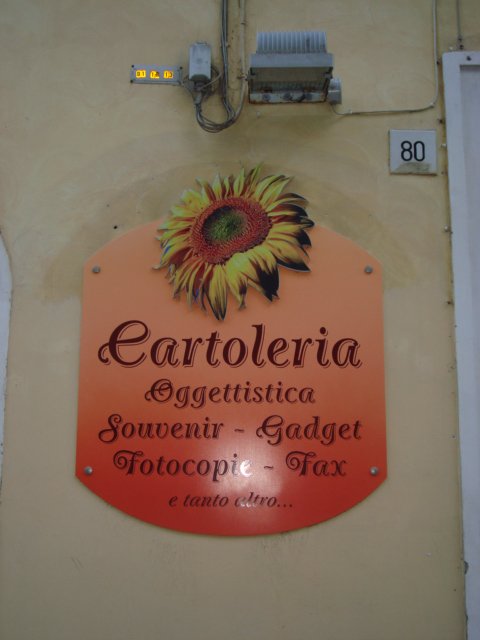 80
Cartoleria
Oggettistica
Souvenir - Gadget
Fotocopie - Fax
e tanto altro...